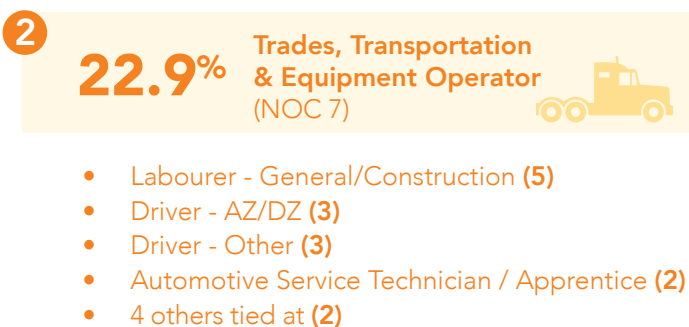 2
22.9% Trades, Transportation
& Equipment Operator
(NOC 7)
• Labourer - General/Construction (5)
• Driver - AZ/DZ (3)
• Driver - Other (3)
• Automotive Service Technician / Apprentice (2)
• 4 others tied at (2)